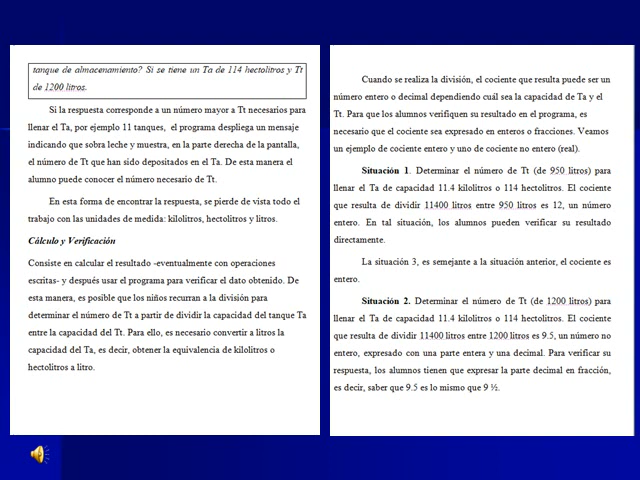 tanque de almacenamiento? Si se tiene un Ta de 114 hectolitros y Tt
de 1200 litros.
Si la respuesta corresponde a un número mayor a Tt necesarios para
llenar el Ta, por ejemplo 11 tanques, el programa despliega un mensaje
indicando que sobra leche y muestra, en la parte derecha de la pantalla,
el número de Tt que han sido depositados en el Ta. De esta manera el
alumno puede conocer el número necesario de Tt.
En esta forma de encontrar la respuesta, se pierde de vista todo el
trabajo con las unidades de medida: kilolitros, hectolitros y litros.
Cálculo y Verificación
Consiste en calcular el resultado -eventualmente con operaciones
escritas- y después usar el programa para verificar el dato obtenido. De
esta manera, es posible que los niños recurran a la división para
determinar el número de Tt a partir de dividir la capacidad del tanque Ta
entre la capacidad del Tt. Para ello, es necesario convertir a litros la
capacidad del Ta, es decir, obtener la equivalencia de kilolitros o
hectolitros a litro.
Cuando se realiza la división, el cociente que resulta puede ser un
número entero o decimal dependiendo cuál sea la capacidad de Ta y el
Tt. Para que los alumnos verifiquen su resultado en el programa, es
necesario que el cociente sea expresado en enteros o fracciones. Veamos
un ejemplo de cociente entero y uno de cociente no entero (real).
Situación 1. Determinar el número de Tt (de 950 litros) para
llenar el Ta de capacidad 11.4 kilolitros o 114 hectolitros. El cociente
que resulta de dividir 11400 litros entre 950 litros es 12, un número
entero. En tal situación, los alumnos pueden verificar su resultado
directamente.
La situación 3, es semejante a la situación anterior, el cociente es
entero.
Situación 2. Determinar el número de Tt (de 1200 litros) para
llenar el Ta de capacidad 11.4 kilolitros o 114 hectolitros. El cociente
que resulta de dividir 11400 litros entre 1200 litros es 9.5, un número no
entero, expresado con una parte entera y una decimal. Para verificar su
respuesta, los alumnos tienen que expresar la parte decimal en fracción,
es decir, saber que 9.5 es lo mismo que 9 ½.